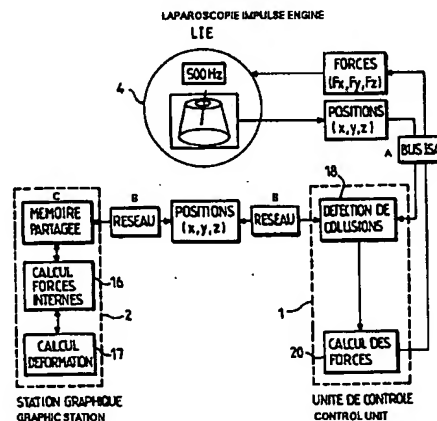 LAPAROSCOPIE IMPULSE ENGINE
LIE
4
500Hz
FORCES
(Fx,Fy,Fz)
POSITIONS
(x,y,z)
A
BUS ISA
18
C
MEMOIRE
PARTAGEE
B
RESEAU
POSITIONS
(x,y,z)
B
RESEAU
DETECTION DE
COLLISIONS
CALCUL
FORCES
INTERNES
16
2
1
CALCUL
DEFORMATION
17
20
CALCUL DES
FORCES
STATION GRAPHIQUE
GRAPHIC STATION
UNITE DE CONTROLE
CONTROL UNIT